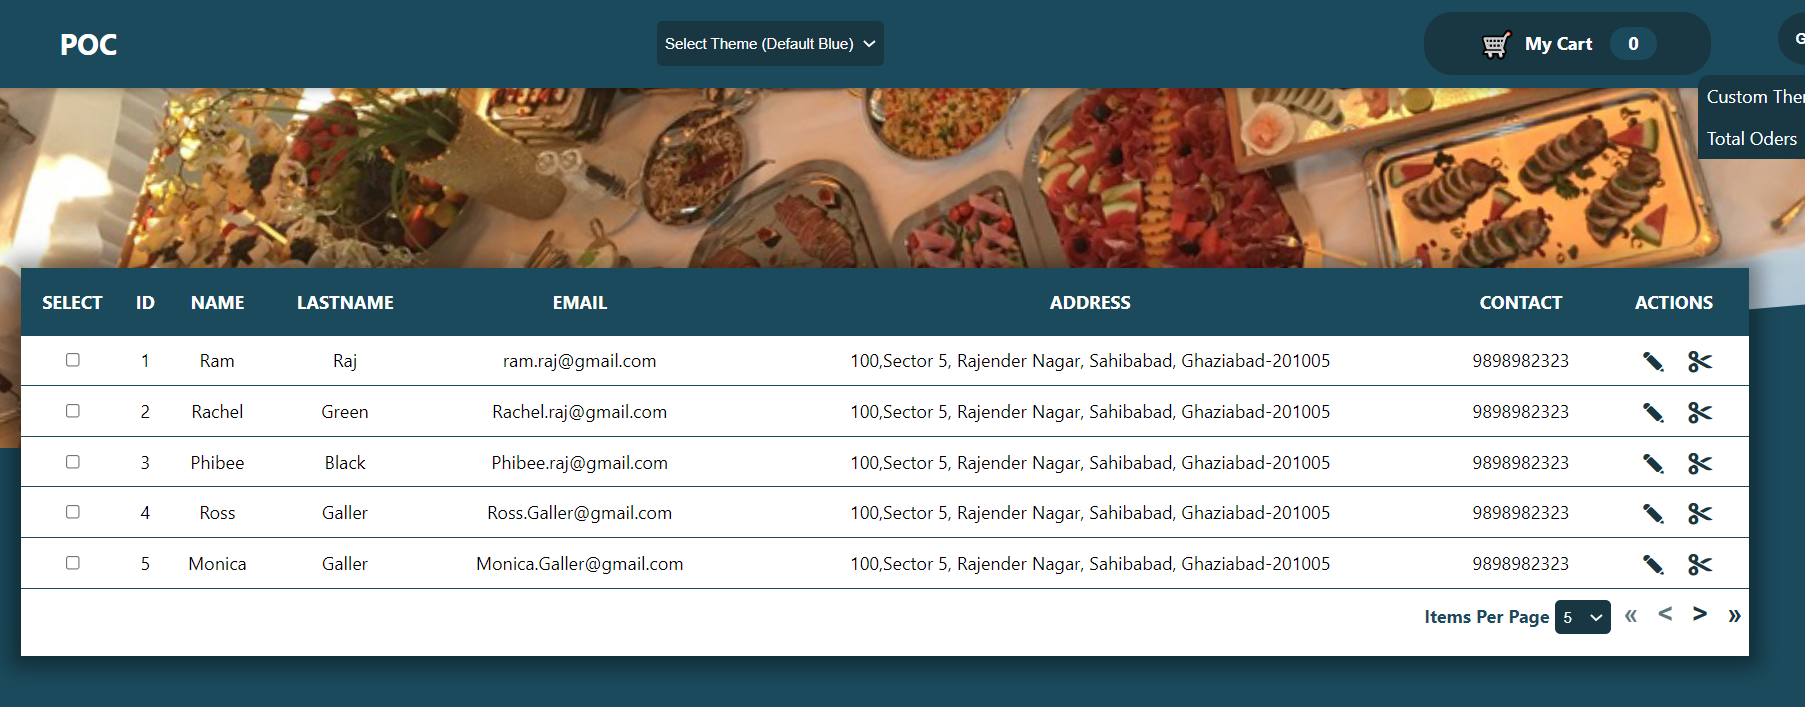 POC
Select Theme (Default Blue)
My Cart 0
G
Custom
Total Oders
SELECT ID NAME LASTNAME EMAIL ADDRESS CONTACT ACTIONS
1 Ram Raj ram.raj@gmail.com 100,Sector 5, Rajender Nagar, Sahibabad, Ghaziabad-201005 9898982323
2 Rachel Green Rachel.raj@gmail.com 100,Sector 5, Rajender Nagar, Sahibabad, Ghaziabad-201005 9898982323
3 Phibee Black Phibee.raj@gmail.com 100,Sector 5, Rajender Nagar, Sahibabad, Ghaziabad-201005 9898982323
4 Ross Galler Ross.Galler@gmail.com 100,Sector 5, Rajender Nagar, Sahibabad, Ghaziabad-201005 9898982323
5 Monica Galler Monica.Galler@gmail.com 100,Sector 5, Rajender Nagar, Sahibabad, Ghaziabad-201005 9898982323
Items Per Page 5 « < > »